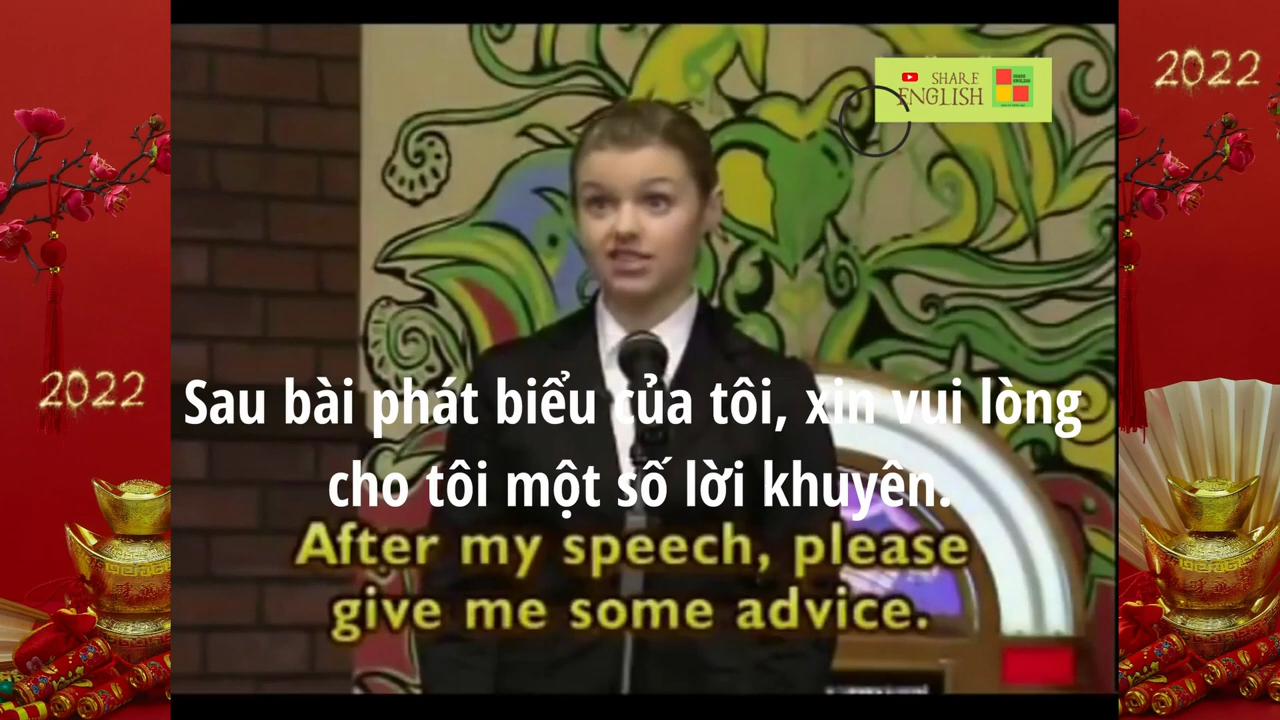 2022
SHARE
ENGLISH
2022
Sau bài phát biểu của tôi, xin vui lòng
cho tôi một số lời khuyên.
After my speech, please
give me some advice.